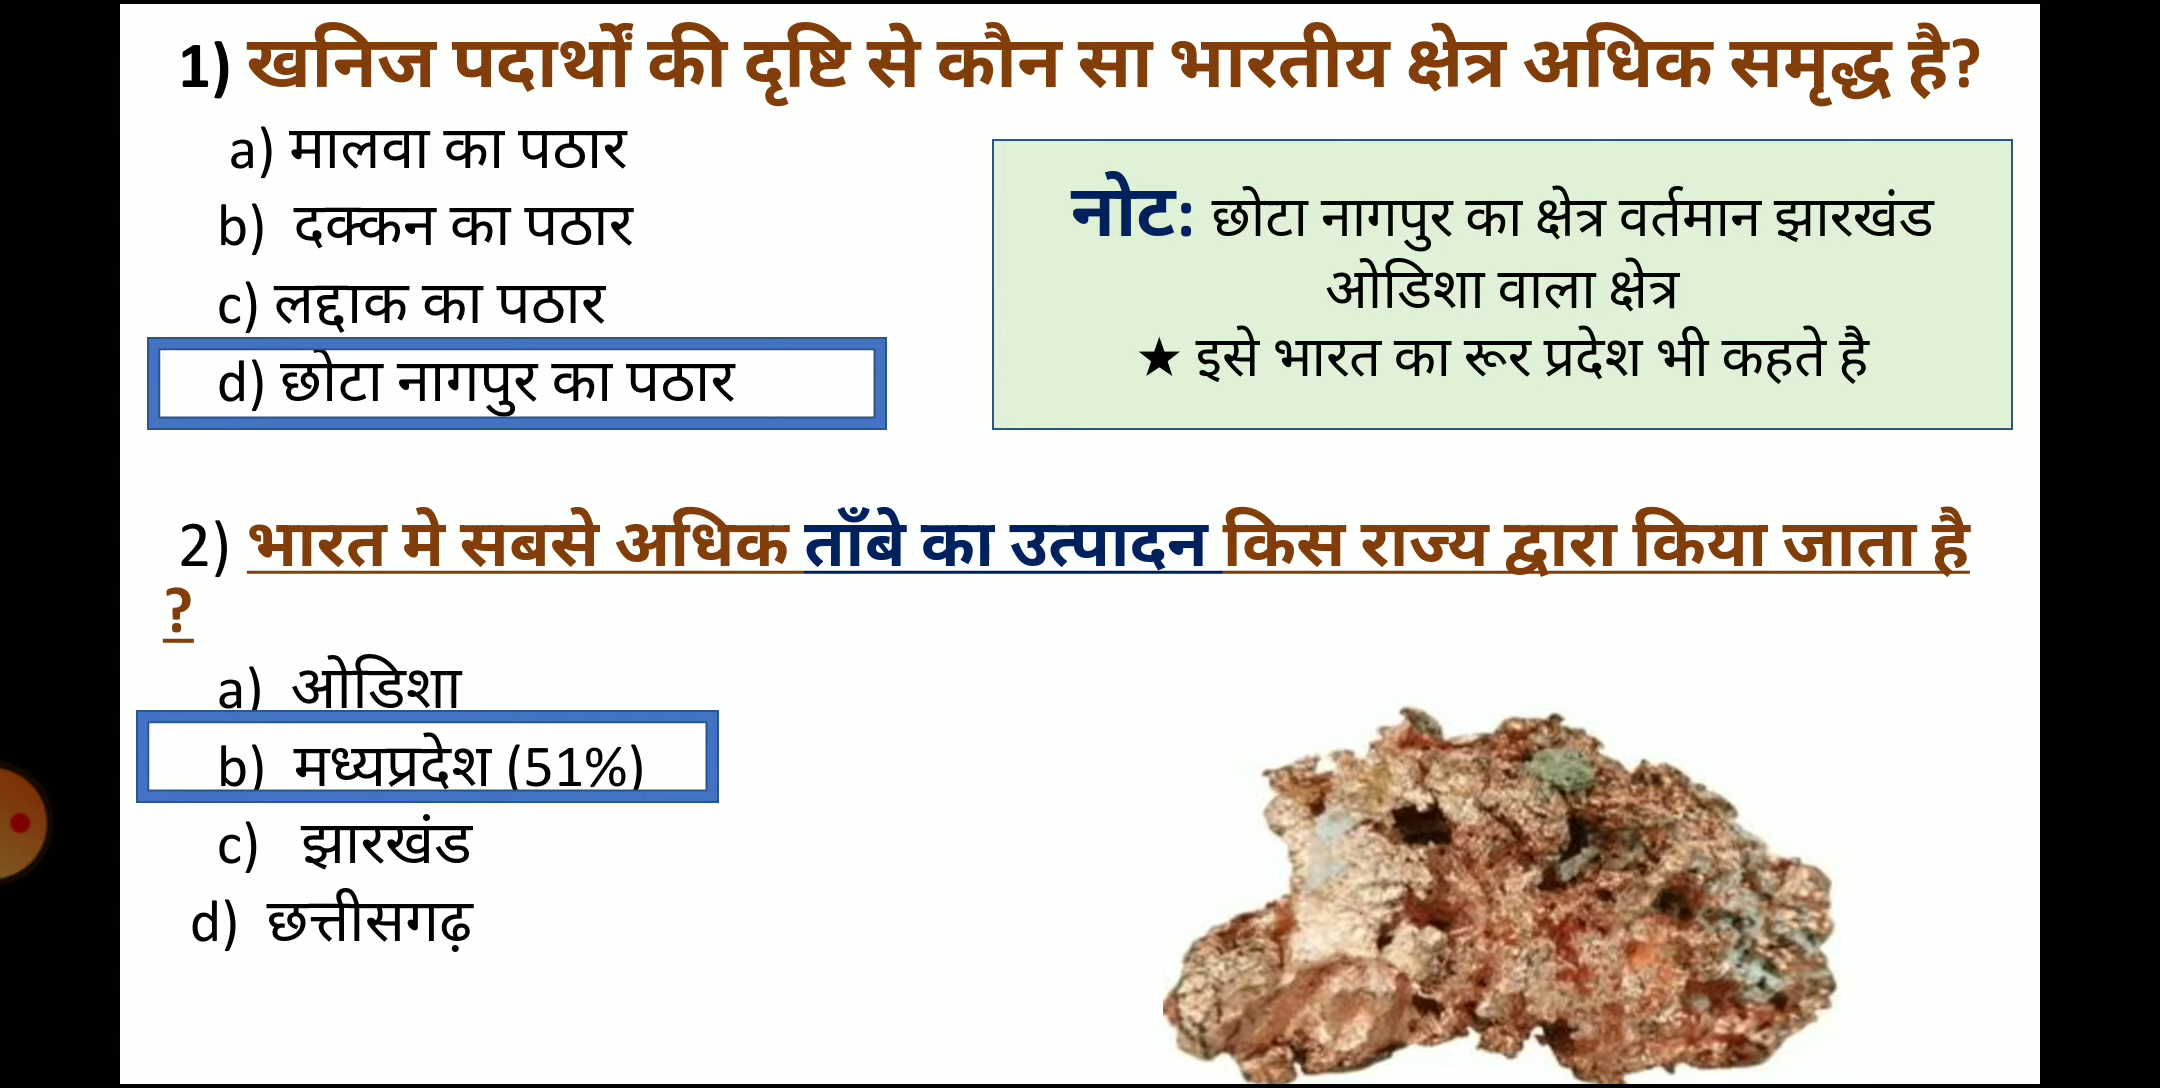 1) खनिज पदार्थों की दृष्टि से कौन सा भारतीय क्षेत्र अधिक समृद्ध है?
a) मालवा का पठार
b) दक्कन का पठार
c) लद्दाक का पठार
d) छोटा नागपुर का पठार
नोट: छोटा नागपुर का क्षेत्र वर्तमान झारखंड
ओडिशा वाला क्षेत्र
★ इसे भारत का रूर प्रदेश भी कहते है
2) भारत मे सबसे अधिक ताँबे का उत्पादन किस राज्य द्वारा किया जाता है
?
a) ओडिशा
b) मध्यप्रदेश (51%)
c) झारखंड
d) छत्तीसगढ़